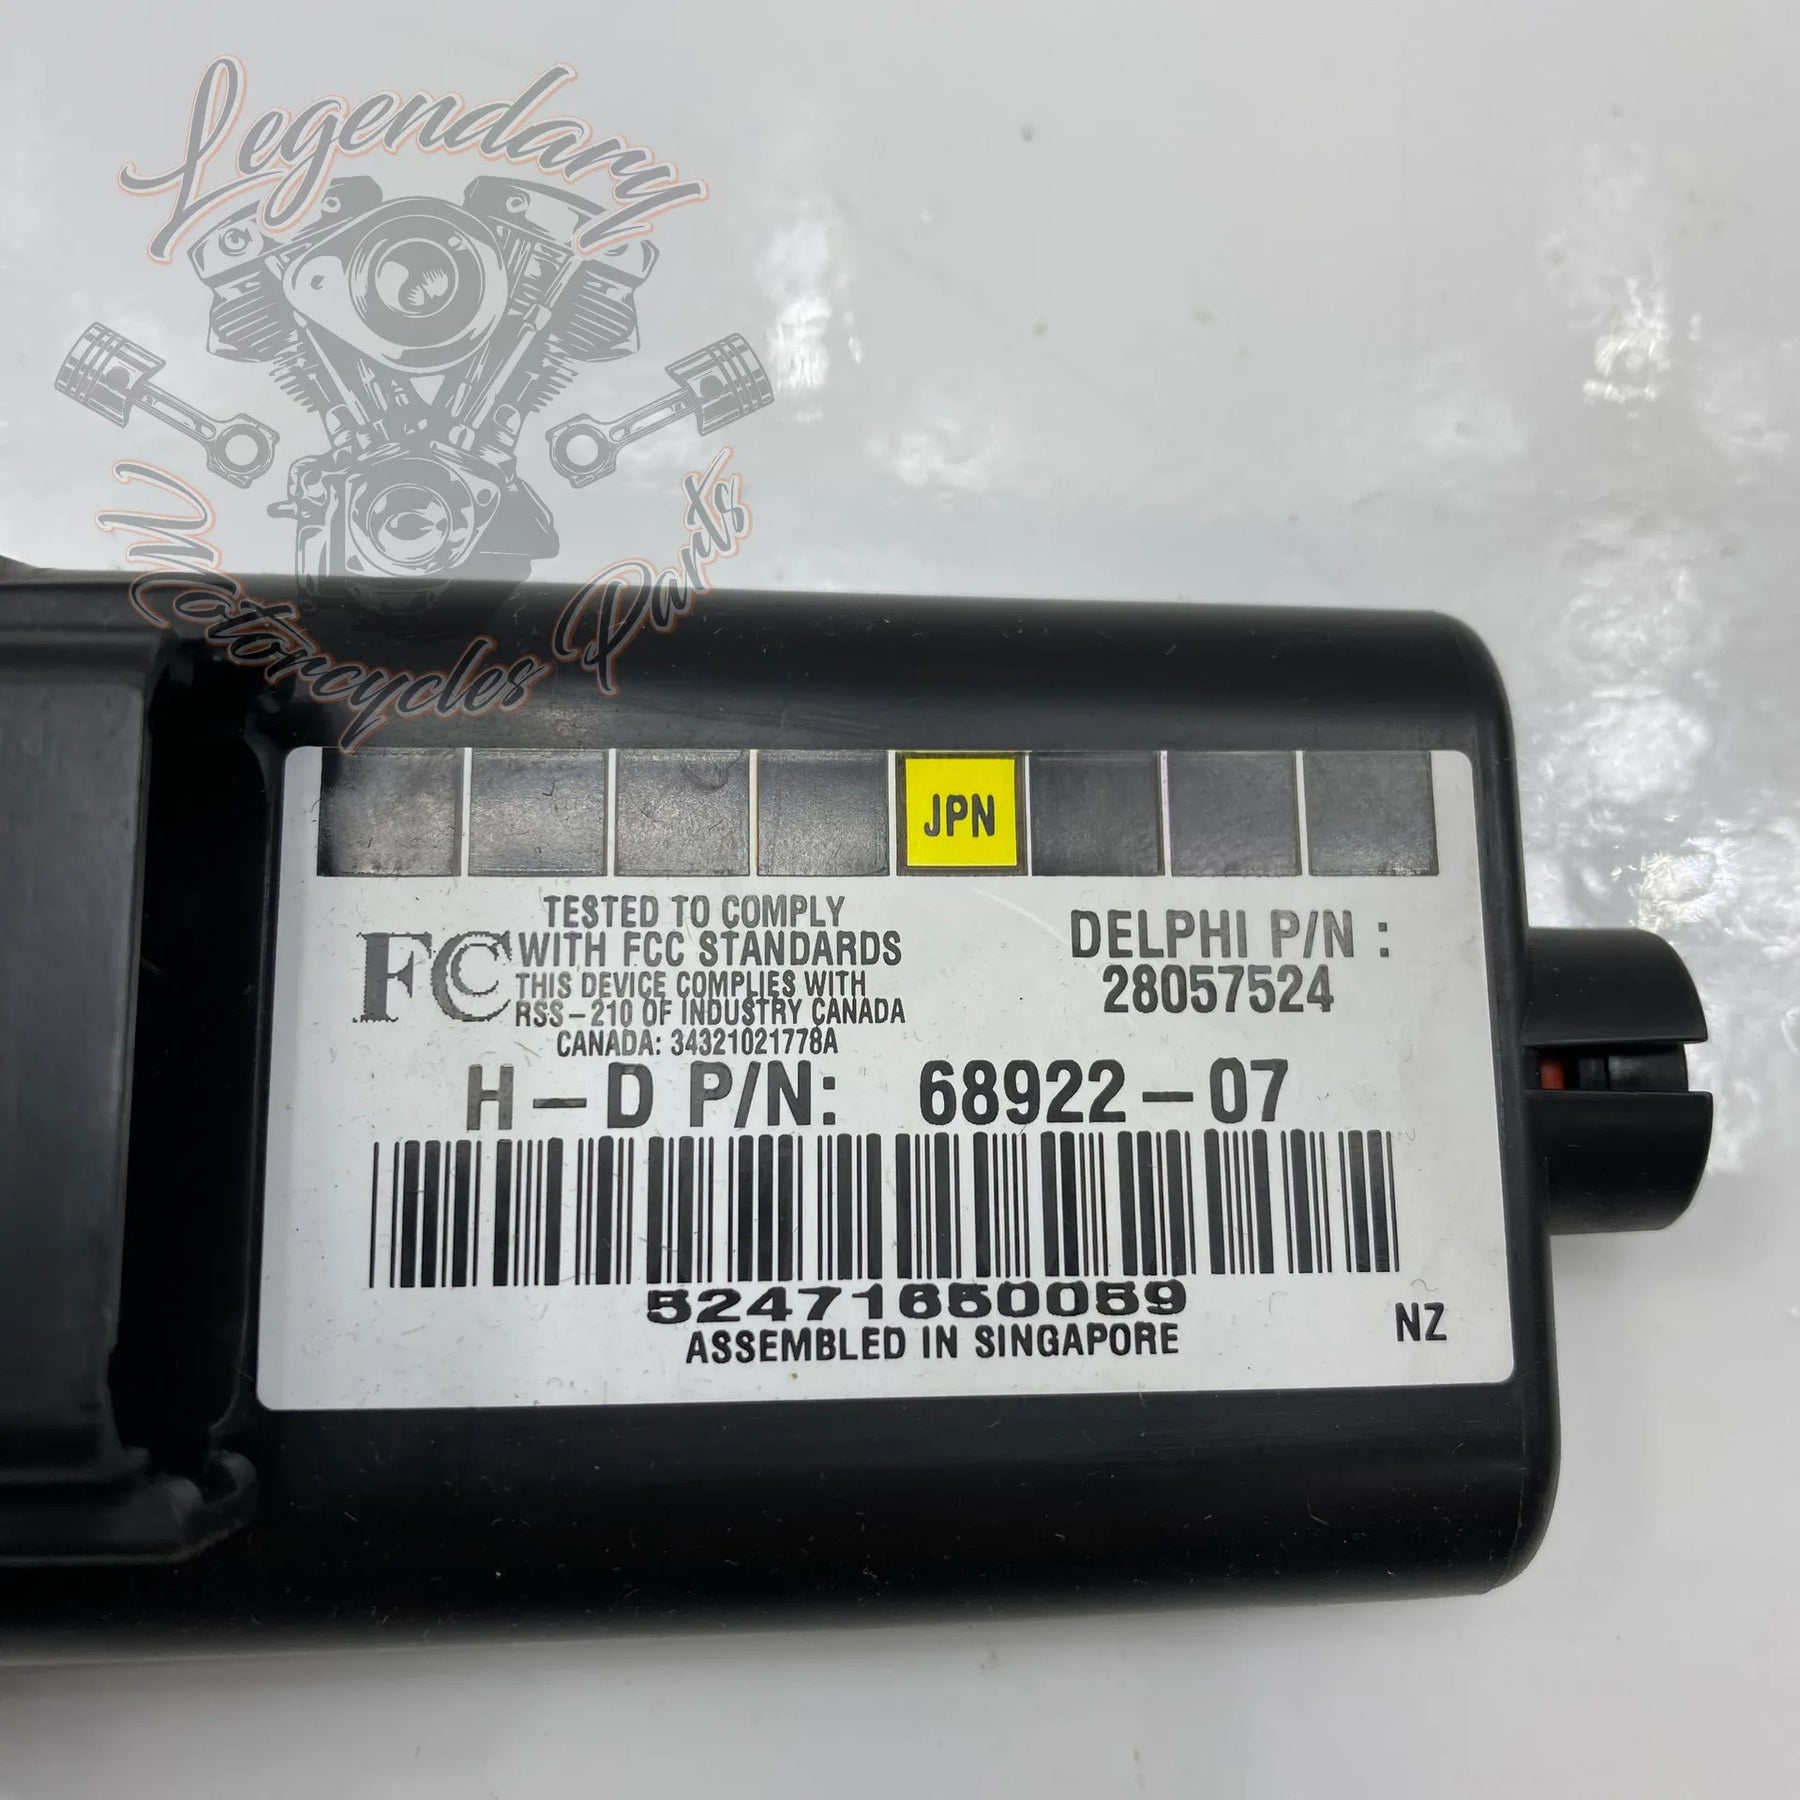 Legendary
Motorcycles Parts
JPN
TESTED TO COMPLY
FC WITH FCC STANDARDS
THIS DEVICE COMPLIES WITH
RSS-210 OF INDUSTRY CANADA
CANADA: 34321021778A
DELPHI P/N :
28057524
H-D P/N: 68922-07
52471650059
ASSEMBLED IN SINGAPORE
NZ